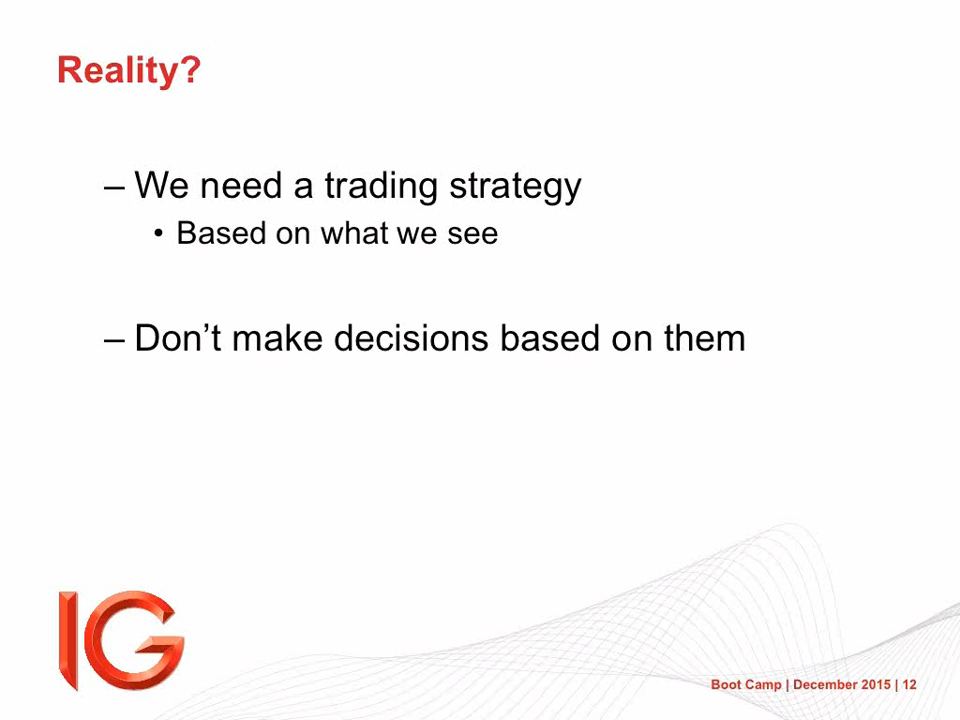 Reality?
– We need a trading strategy
• Based on what we see
– Don’t make decisions based on them
IG
Boot Camp | December 2015 | 12